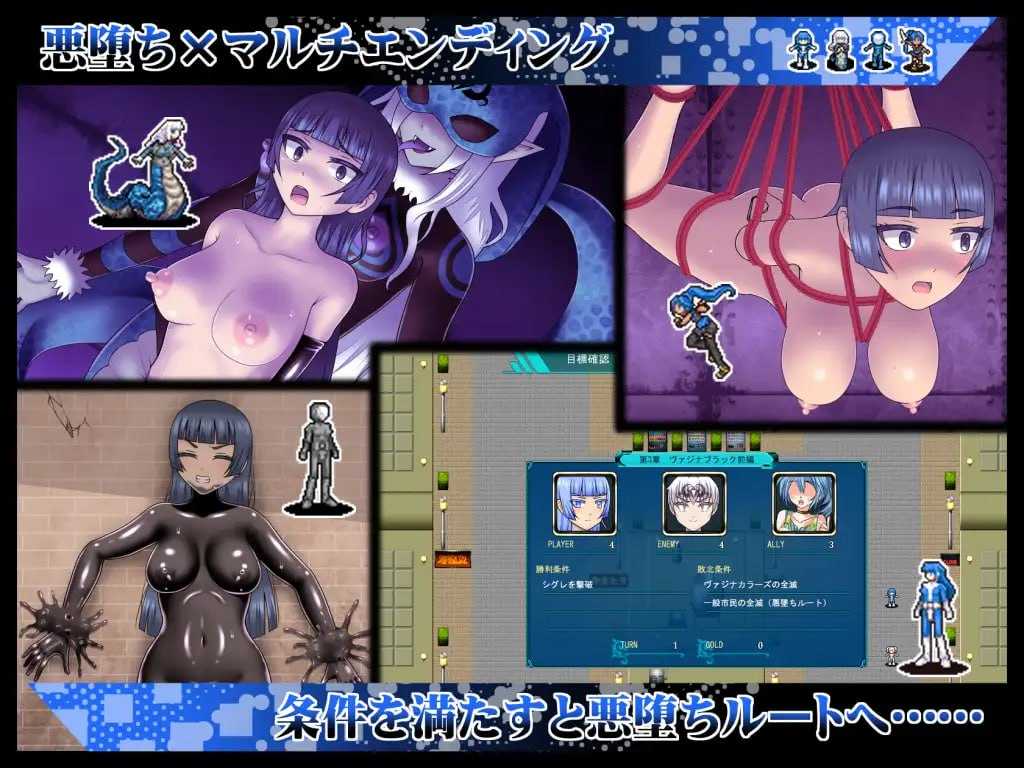 悪堕ち×マルチエンディング
目標確認
第3章 ヴァジナブラック前編
PLAYER 4 ENEMY 4 ALLY 3
勝利条件 敗北条件
シグレを撃破 ヴァジナカラーズの全滅
一般市民の全滅(悪堕ちルート)
TURN 1 GOLD 0
条件を満たすと悪堕ちルートへ……